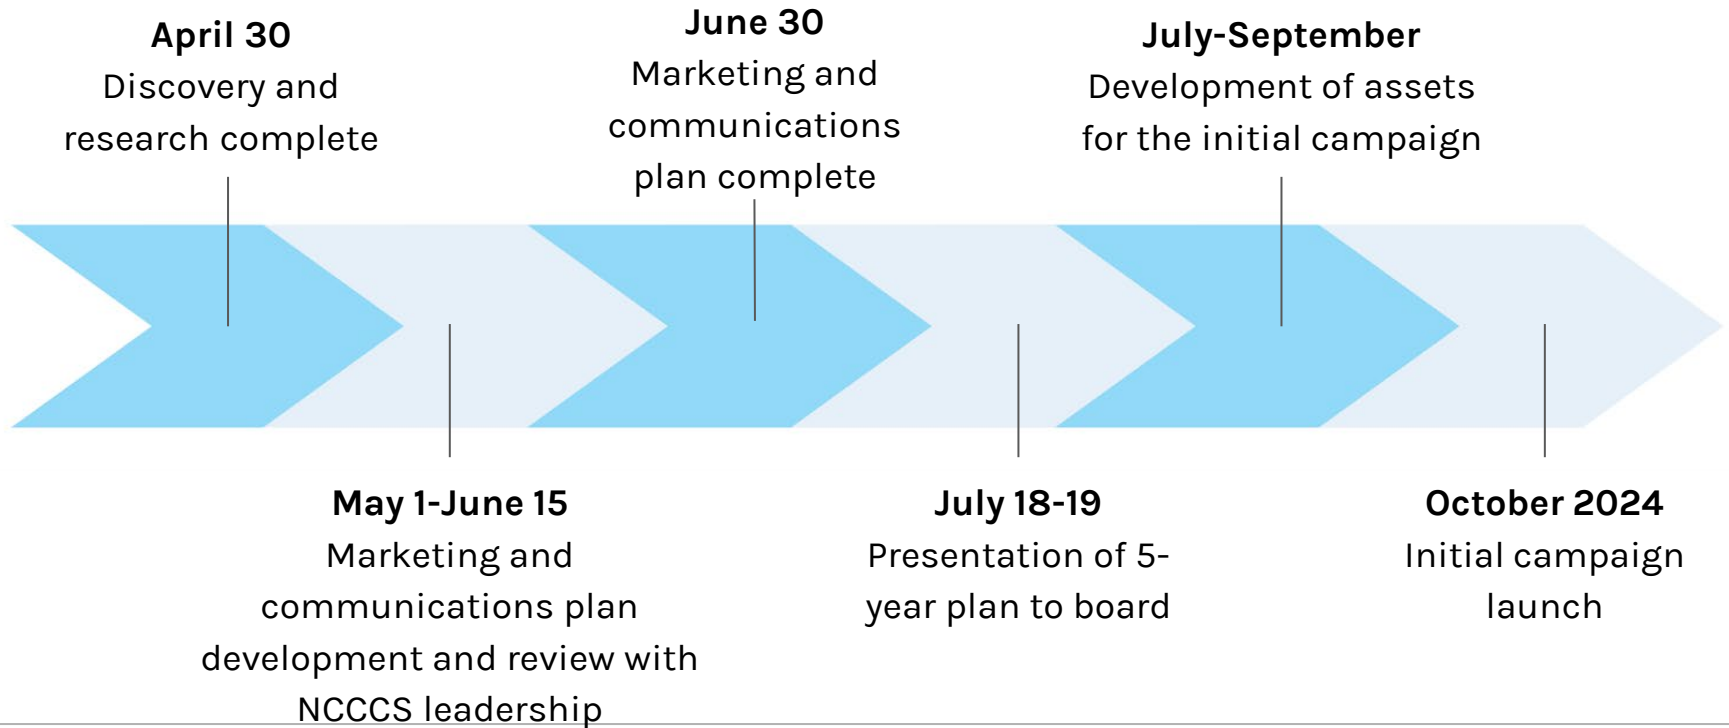 April 30
Discovery and
research complete
June 30
Marketing and
communications
plan complete
July-September
Development of assets
for the initial campaign
May 1-June 15
Marketing and
communications plan
development and review with
NCCCS leadership
July 18-19
Presentation of 5-
year plan to board
October 2024
Initial campaign
launch